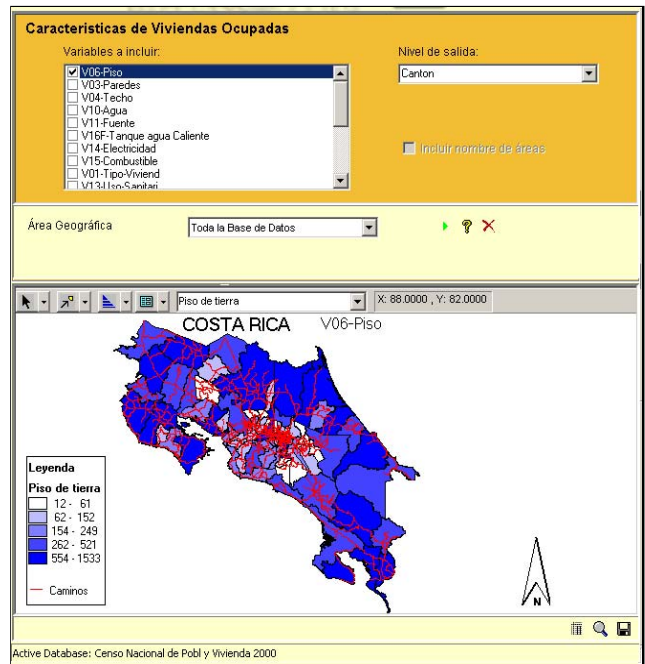 Caracteristicas de Viviendas Ocupadas
Variables a incluir:
Nivel de salida:
V06-Piso
V03-Paredes
V04-Techo
V10-Agua
V11-Fuente
V16F-Tanque agua Caliente
V14-Electricidad
V15-Combustible
V01-Tipo-Viviend
V13-Uso-Sanitari
Canton
Incluir nombre de áreas
Área Geográfica
Toda la Base de Datos
Piso de tierra
X: 88.0000 , Y: 82.0000
COSTA RICA
V06-Piso
Leyenda
Piso de tierra
12 - 61
62 - 152
154 - 249
262 - 521
554 - 1533
Caminos
N
Active Database: Censo Nacional de Pobl y Vivienda 2000